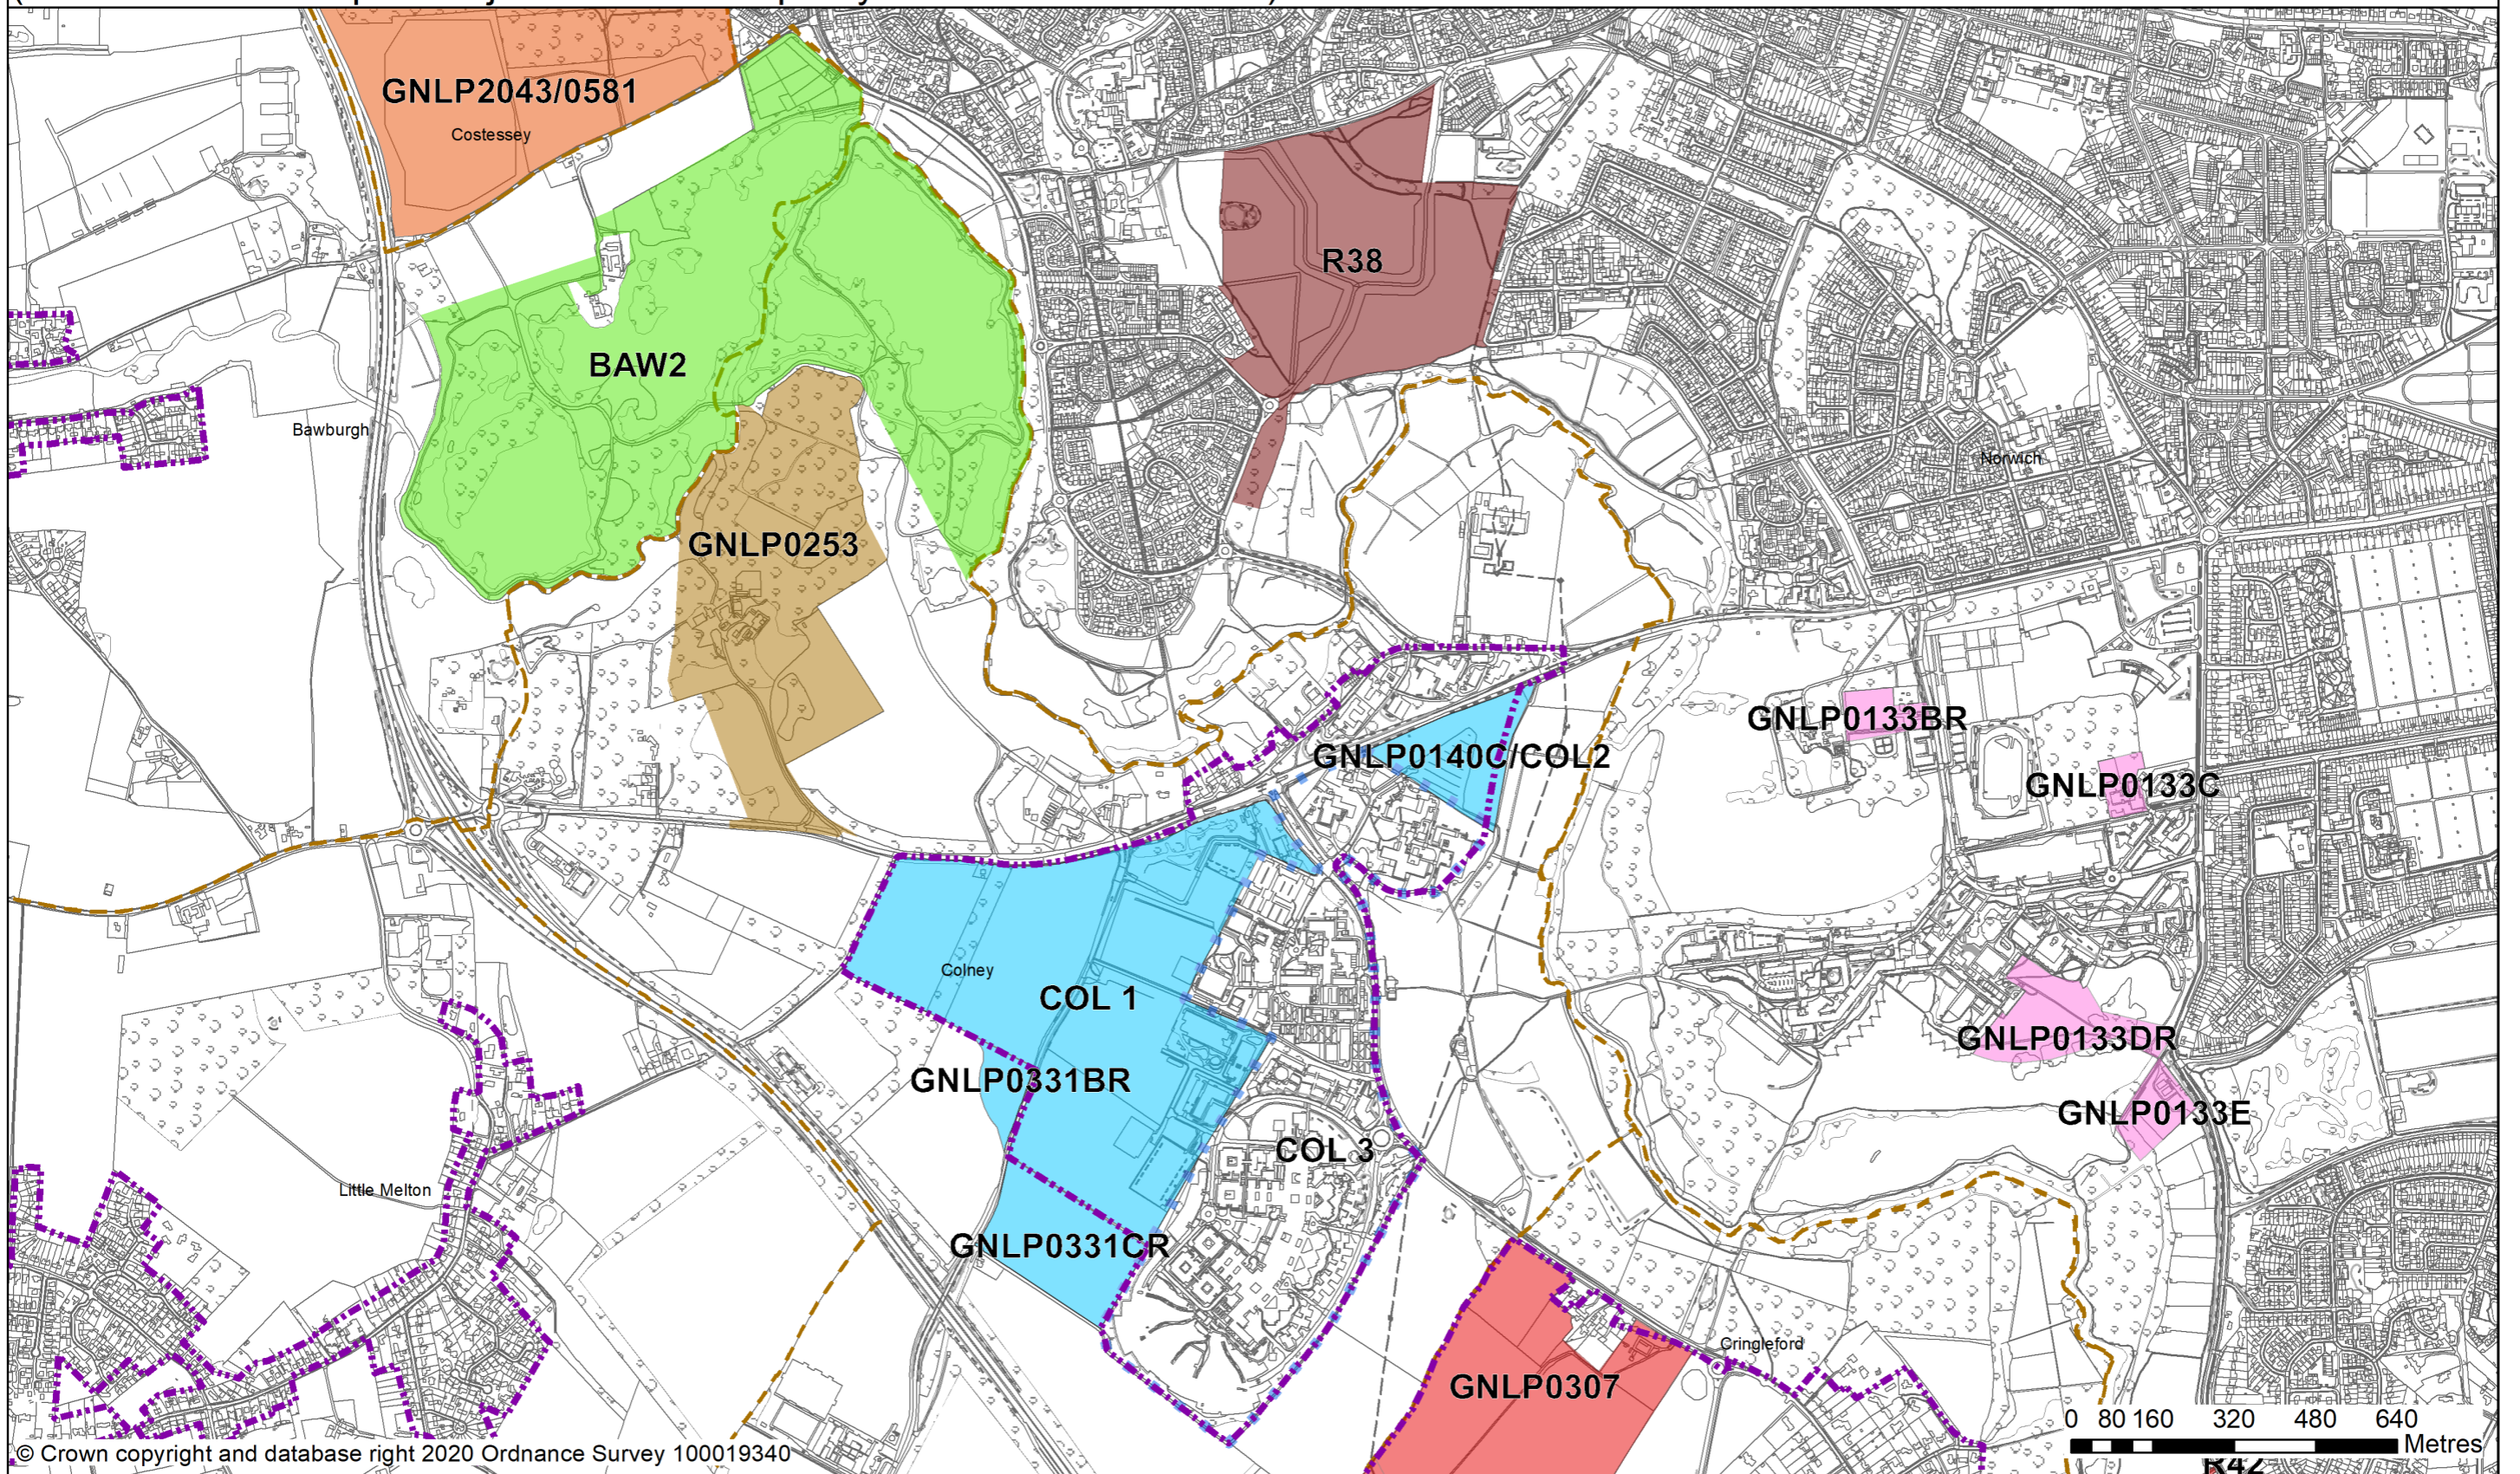 GNLP2043/0581
Costessey
R38
BAW2
Bawburgh
Norwich
GNLP0253
GNLP0133BR
GNLP0140C/COL2
GNLP0133C
Colney
COL 1
GNLP0133DR
GNLP0331BR
GNLP0133E
COL 3
Little Melton
GNLP0331CR
Cringleford
GNLP0307
0 80 160 320 480 640
Metres
© Crown copyright and database right 2020 Ordnance Survey 100019340
R42